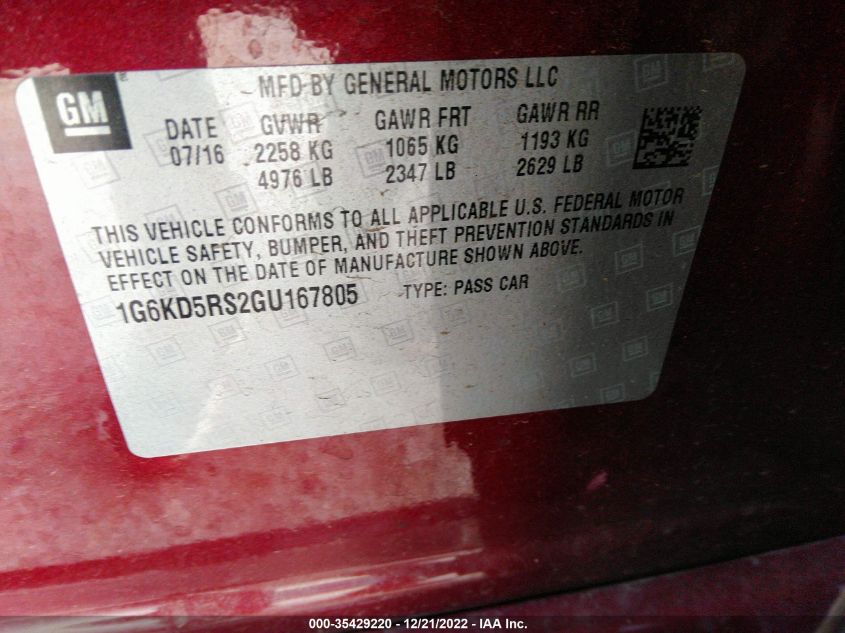 MFD BY GENERAL MOTORS LLC
GM
DATE GVWR GAWR FRT GAWR RR
07/16 2258 KG 1065 KG 1193 KG
4976 LB 2347 LB 2629 LB
THIS VEHICLE CONFORMS TO ALL APPLICABLE U.S. FEDERAL MOTOR
VEHICLE SAFETY, BUMPER, AND THEFT PREVENTION STANDARDS IN
EFFECT ON THE DATE OF MANUFACTURE SHOWN ABOVE.
1G6KD5RS2GU167805 TYPE: PASS CAR
000-35429220 - 12/21/2022 - IAA Inc.